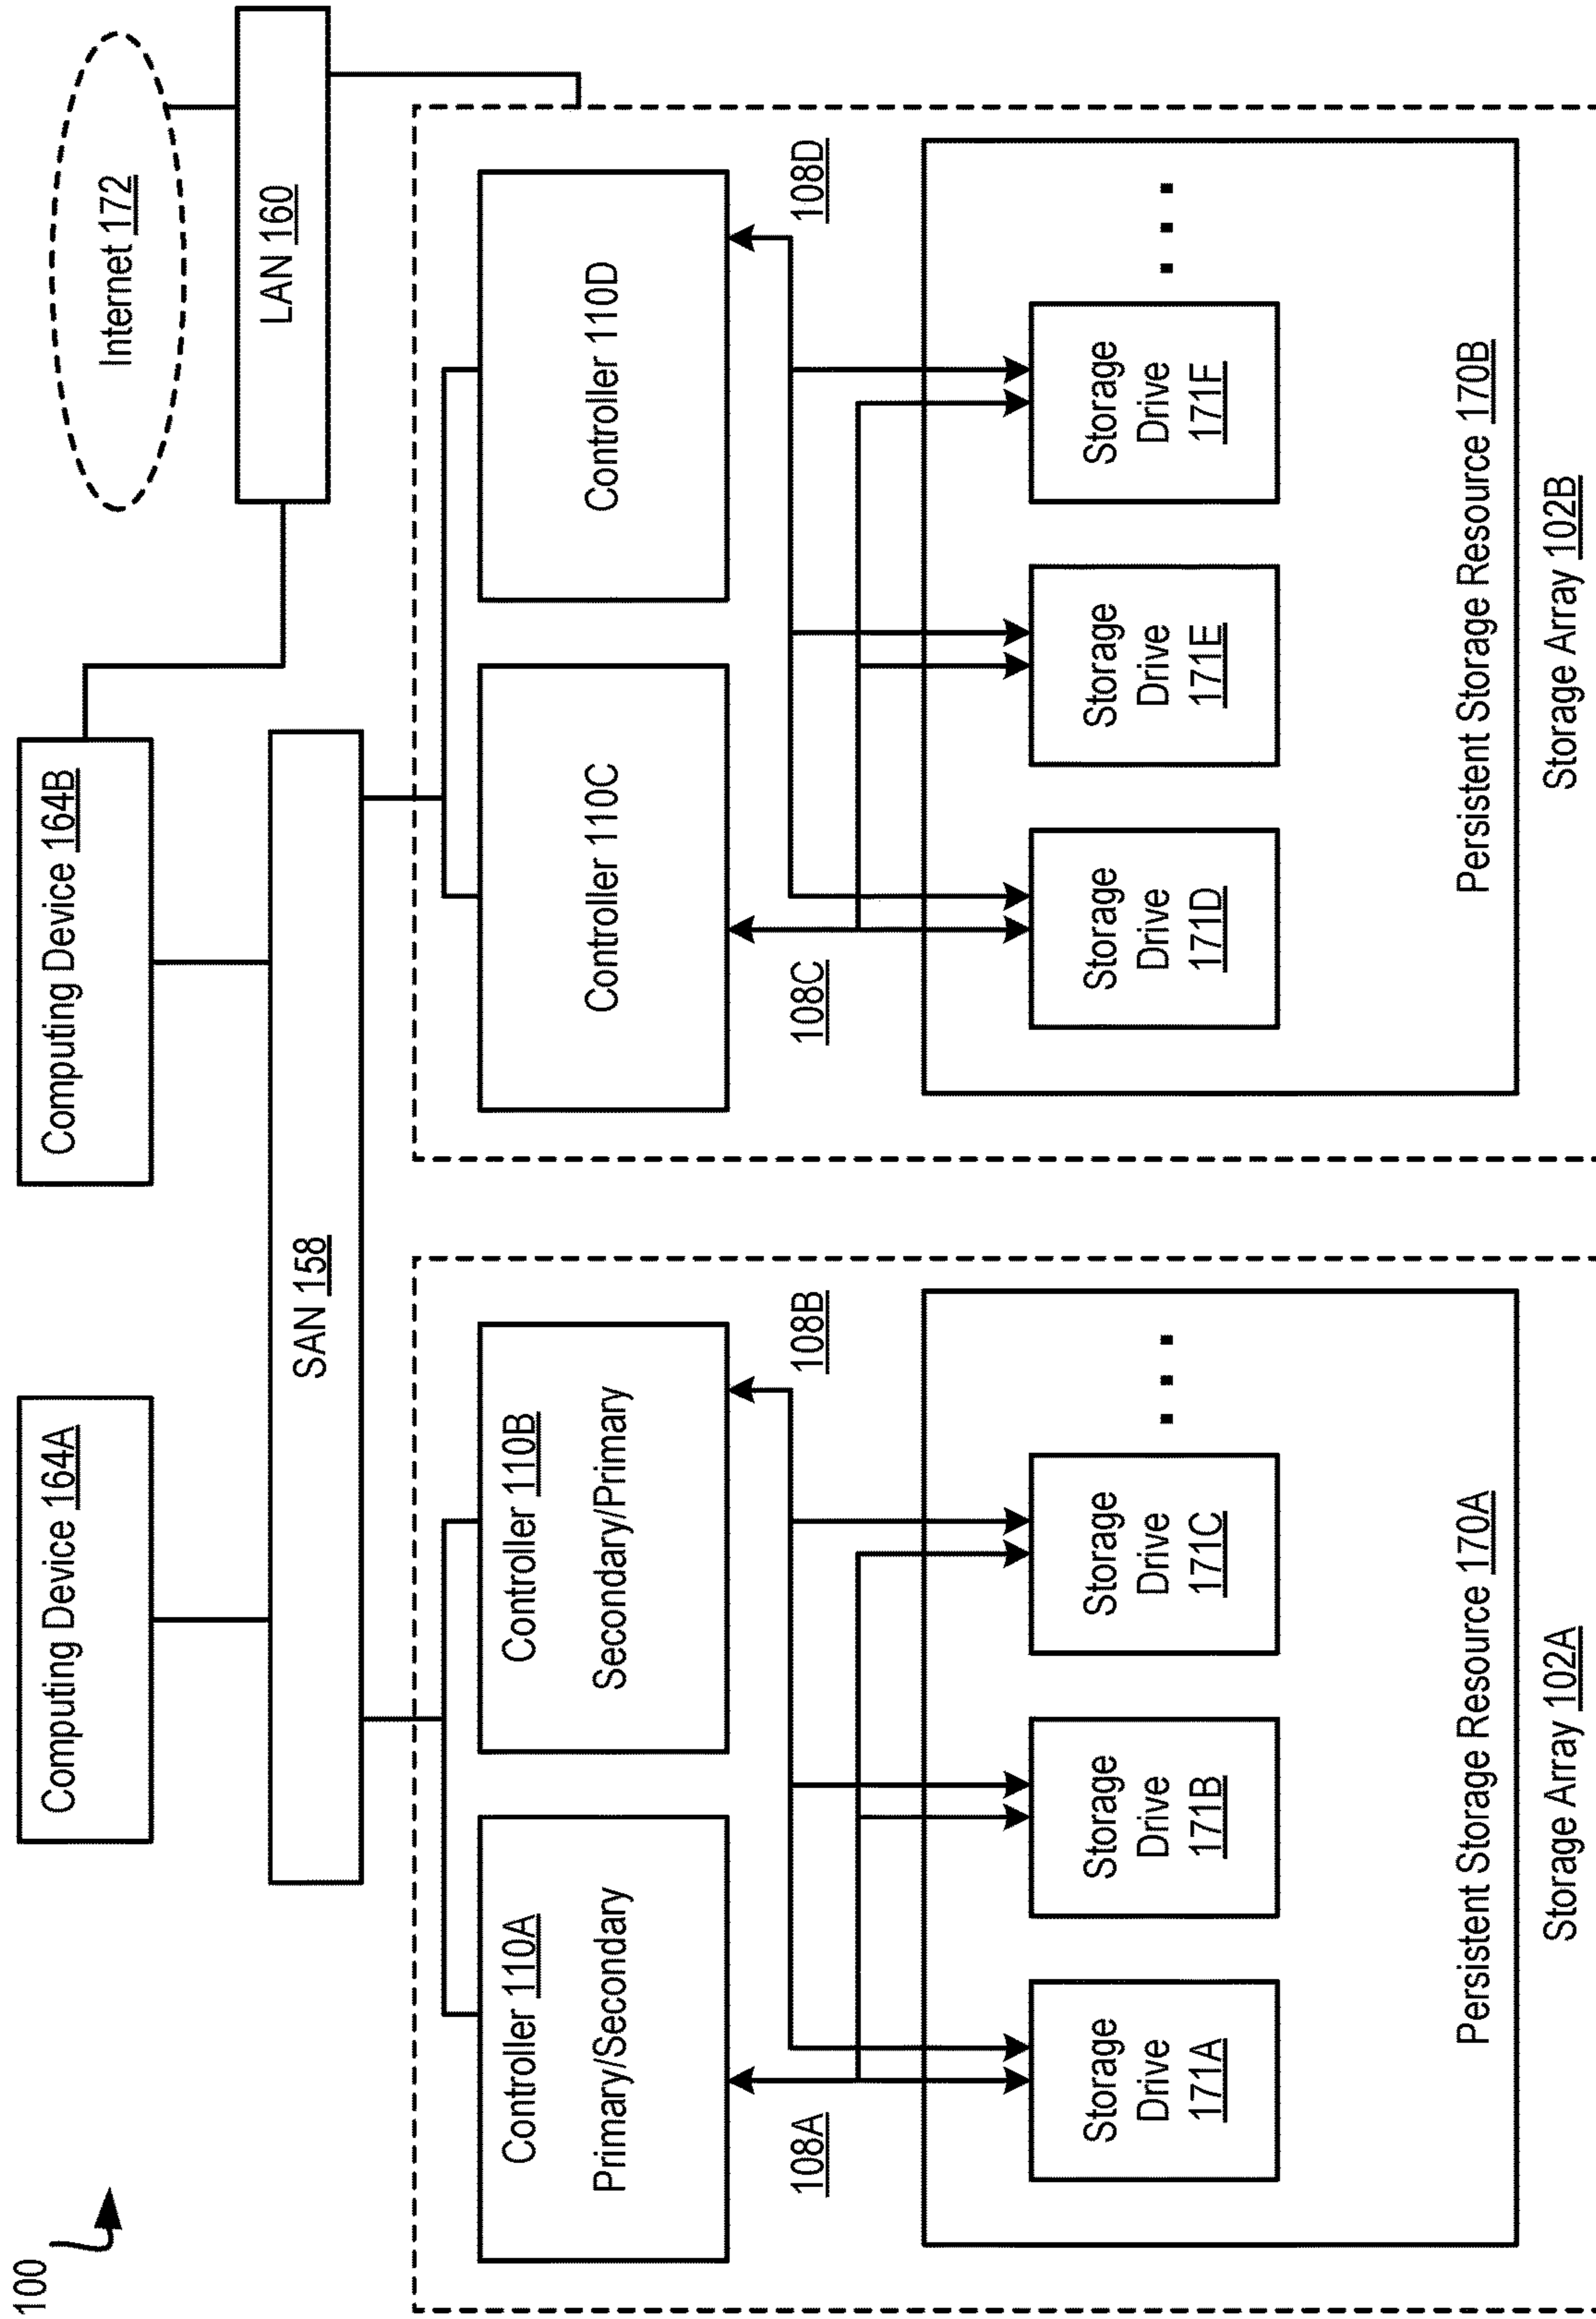 100
Computing Device 164A
Computing Device 164B
Internet 172
SAN 158
LAN 160
Controller 110A
Primary/Secondary
Controller 110B
Secondary/Primary
Controller 110C
Controller 110D
108A
108B
108C
108D
Storage
Drive
171A
Storage
Drive
171B
Storage
Drive
171C
Storage
Drive
171D
Storage
Drive
171E
Storage
Drive
171F
Persistent Storage Resource 170A
Persistent Storage Resource 170B
Storage Array 102A
Storage Array 102B